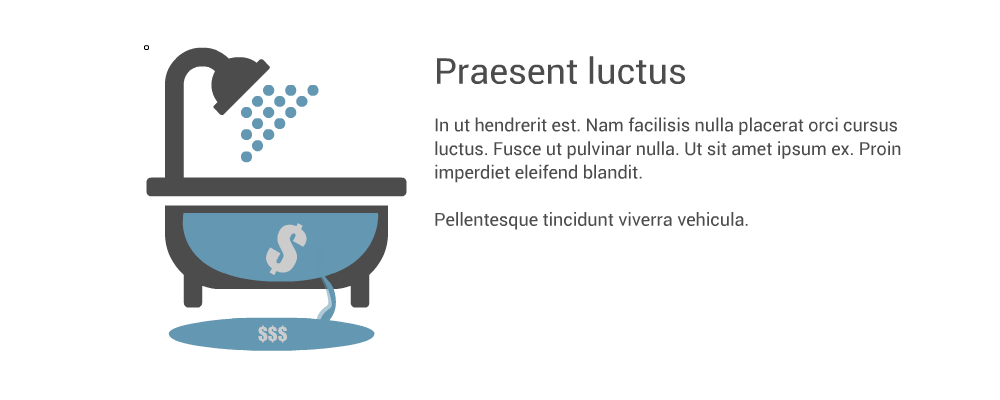 Praesent luctus
In ut hendrerit est. Nam facilisis nulla placerat orci cursus
luctus. Fusce ut pulvinar nulla. Ut sit amet ipsum ex. Proin
imperdiet eleifend blandit.
Pellentesque tincidunt viverra vehicula.
$
$$$